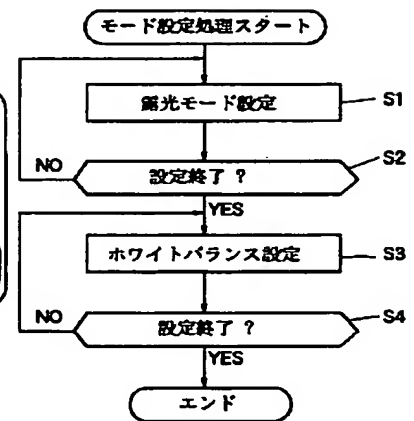 モード設定処理スタート
露光モード設定
S1
設定終了 ?
S2
NO
YES
ホワイトバランス設定
S3
設定終了 ?
S4
NO
YES
エンド